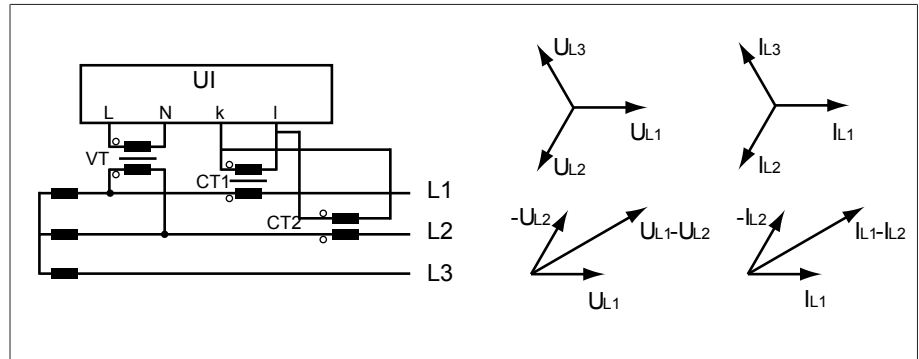 UI
L N k l
VT
CT1
CT2
L1
L2
L3
UL3
UL1
UL2
IL3
IL1
IL2
-UL2
UL1-UL2
UL1
-IL2
IL1-IL2
IL1